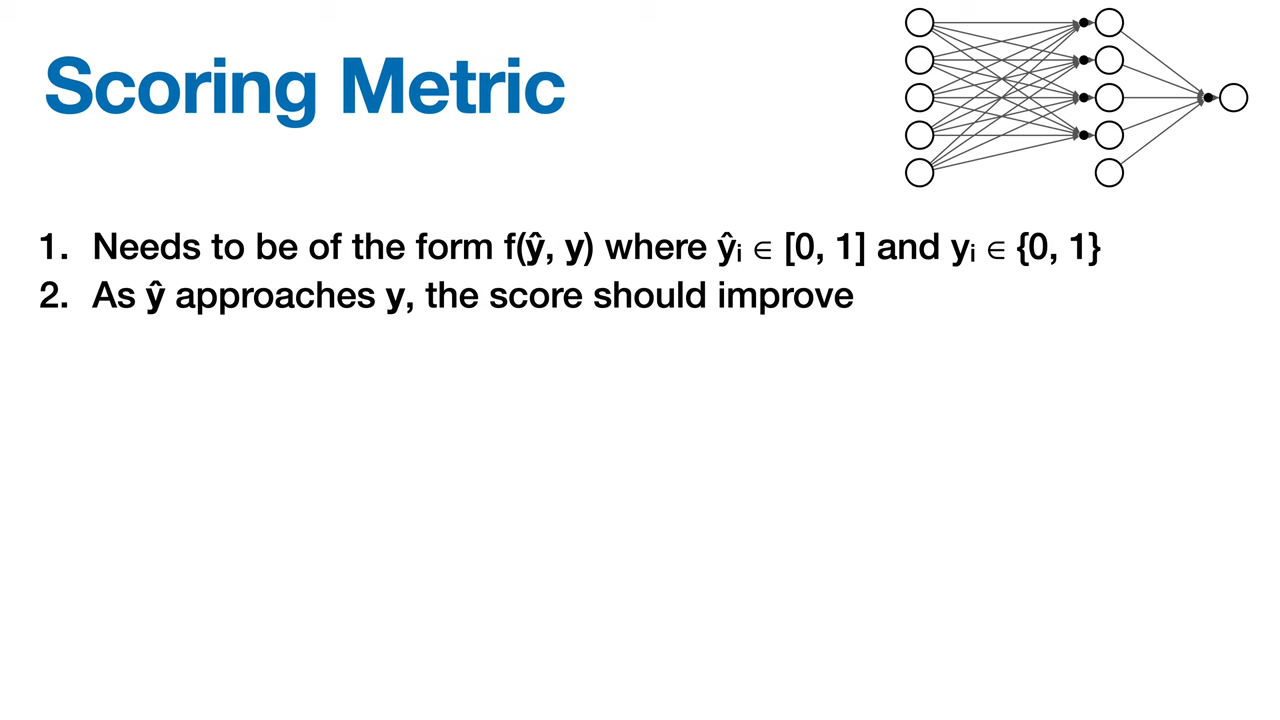 Scoring Metric
1. Needs to be of the form f(ŷ, y) where ŷᵢ ∈ [0, 1] and yᵢ ∈ {0, 1}
2. As ŷ approaches y, the score should improve